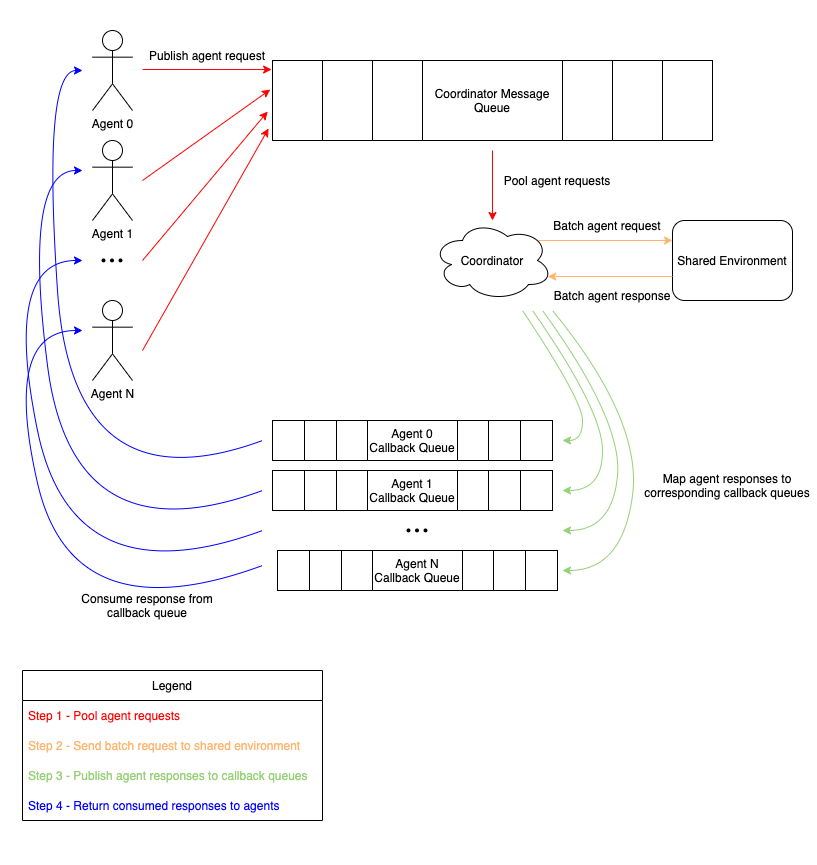 Publish agent request
Agent 0
Coordinator Message
Queue
Agent 1
Pool agent requests
Batch agent request
Coordinator
Shared Environment
Batch agent response
Agent N
Agent 0
Callback Queue
Agent 1
Callback Queue
Map agent responses to
corresponding callback queues
Agent N
Callback Queue
Consume response from
callback queue
Legend
Step 1 - Pool agent requests
Step 2 - Send batch request to shared environment
Step 3 - Publish agent responses to callback queues
Step 4 - Return consumed responses to agents